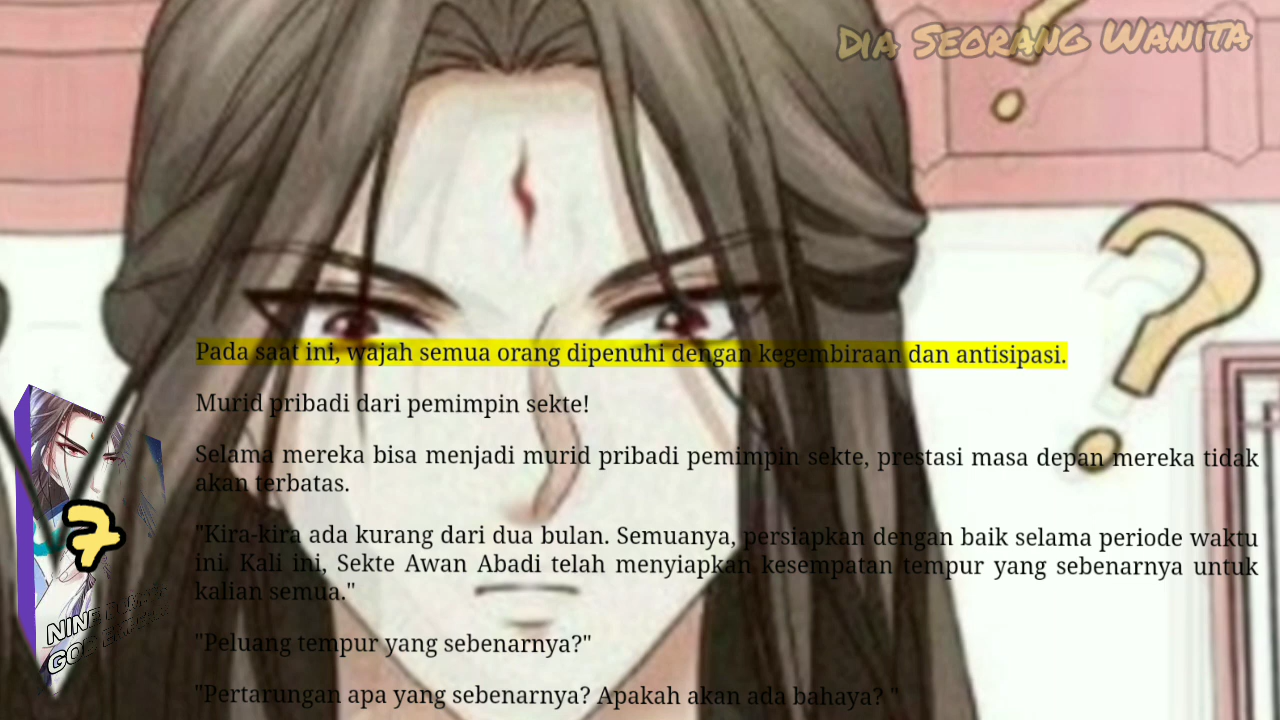 Dia Seorang Wanita
Pada saat ini, wajah semua orang dipenuhi dengan kegembiraan dan antisipasi.
Murid pribadi dari pemimpin sekte!
Selama mereka bisa menjadi murid pribadi pemimpin sekte, prestasi masa depan mereka tidak
akan terbatas.
"Kira-kira ada kurang dari dua bulan. Semuanya, persiapkan dengan baik selama periode waktu
ini. Kali ini, Sekte Awan Abadi telah menyiapkan kesempatan tempur yang sebenarnya untuk
kalian semua."
"Peluang tempur yang sebenarnya?"
"Pertarungan apa yang sebenarnya? Apakah akan ada bahaya? "
7
NINE
GOD